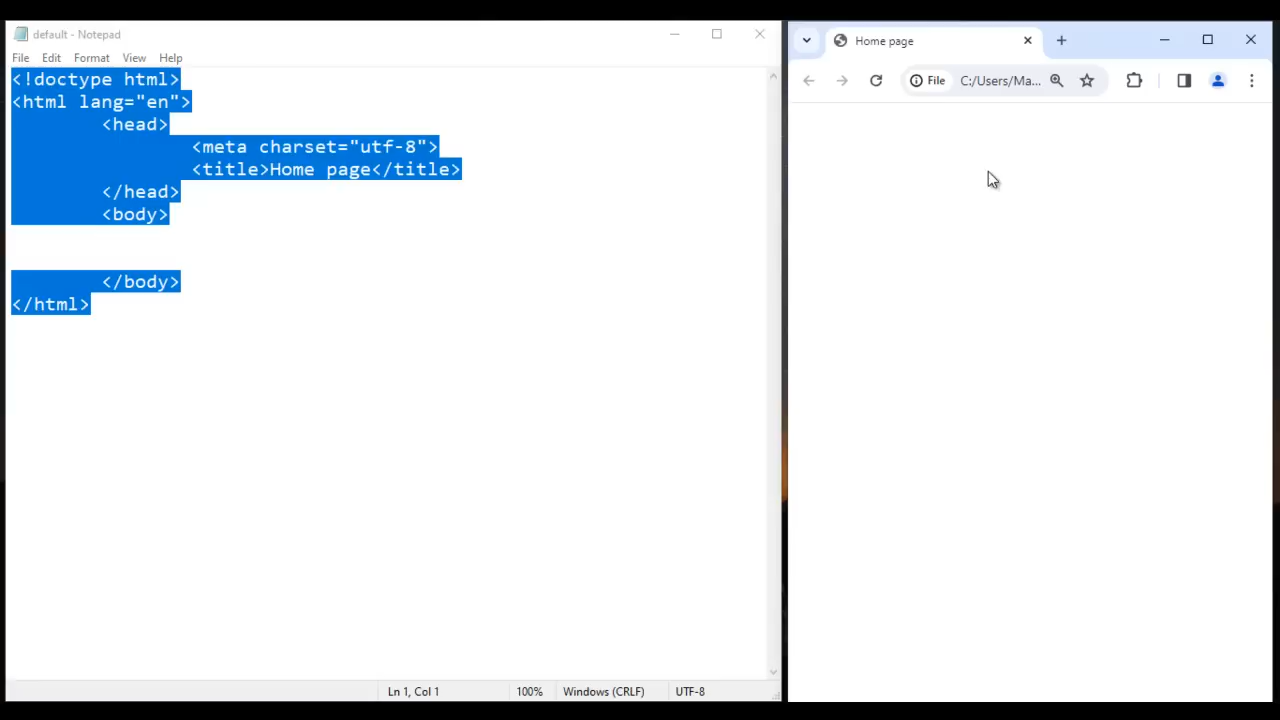 default - Notepad
File Edit Format View Help
<!doctype html>
<html lang="en">
<head>
<meta charset="utf-8">
<title>Home page</title>
</head>
<body>
</body>
</html>
Ln 1, Col 1 100% Windows (CRLF) UTF-8
Home page
File C:/Users/Ma...